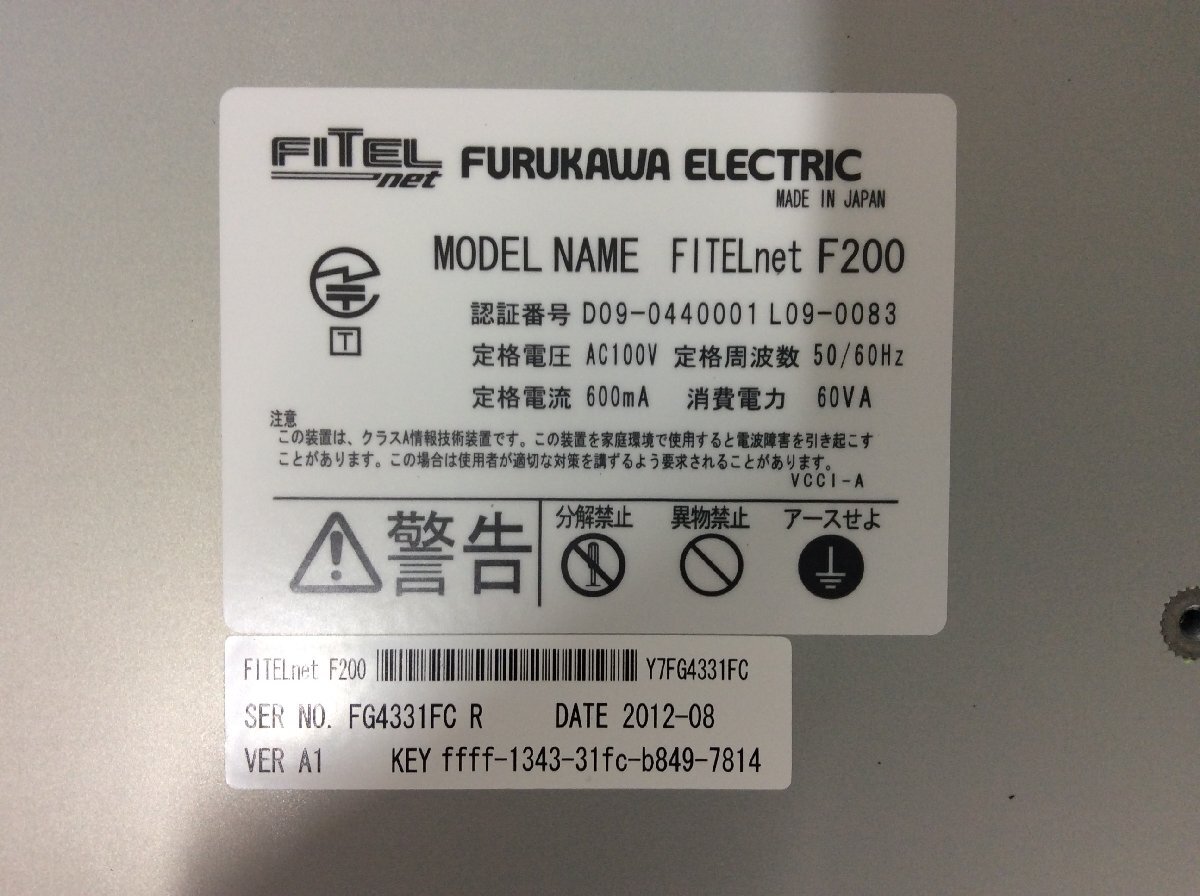 FITEL net FURUKAWA ELECTRIC
MADE IN JAPAN
MODEL NAME FITELnet F200
認証番号 D09-0440001 L09-0083
T
定格電圧 AC100V 定格周波数 50/60Hz
定格電流 600mA 消費電力 60VA
注意
この装置は、クラスA情報技術装置です。この装置を家庭環境で使用すると電波障害を引き起こす
ことがあります。この場合は使用者が適切な対策を講ずるよう要求されることがあります。
VCCI-A
警告
分解禁止 異物禁止 アースせよ
FITELnet F200 Y7FG4331FC
SER NO. FG4331FC R DATE 2012-08
VER A1 KEY ffff-1343-31fc-b849-7814